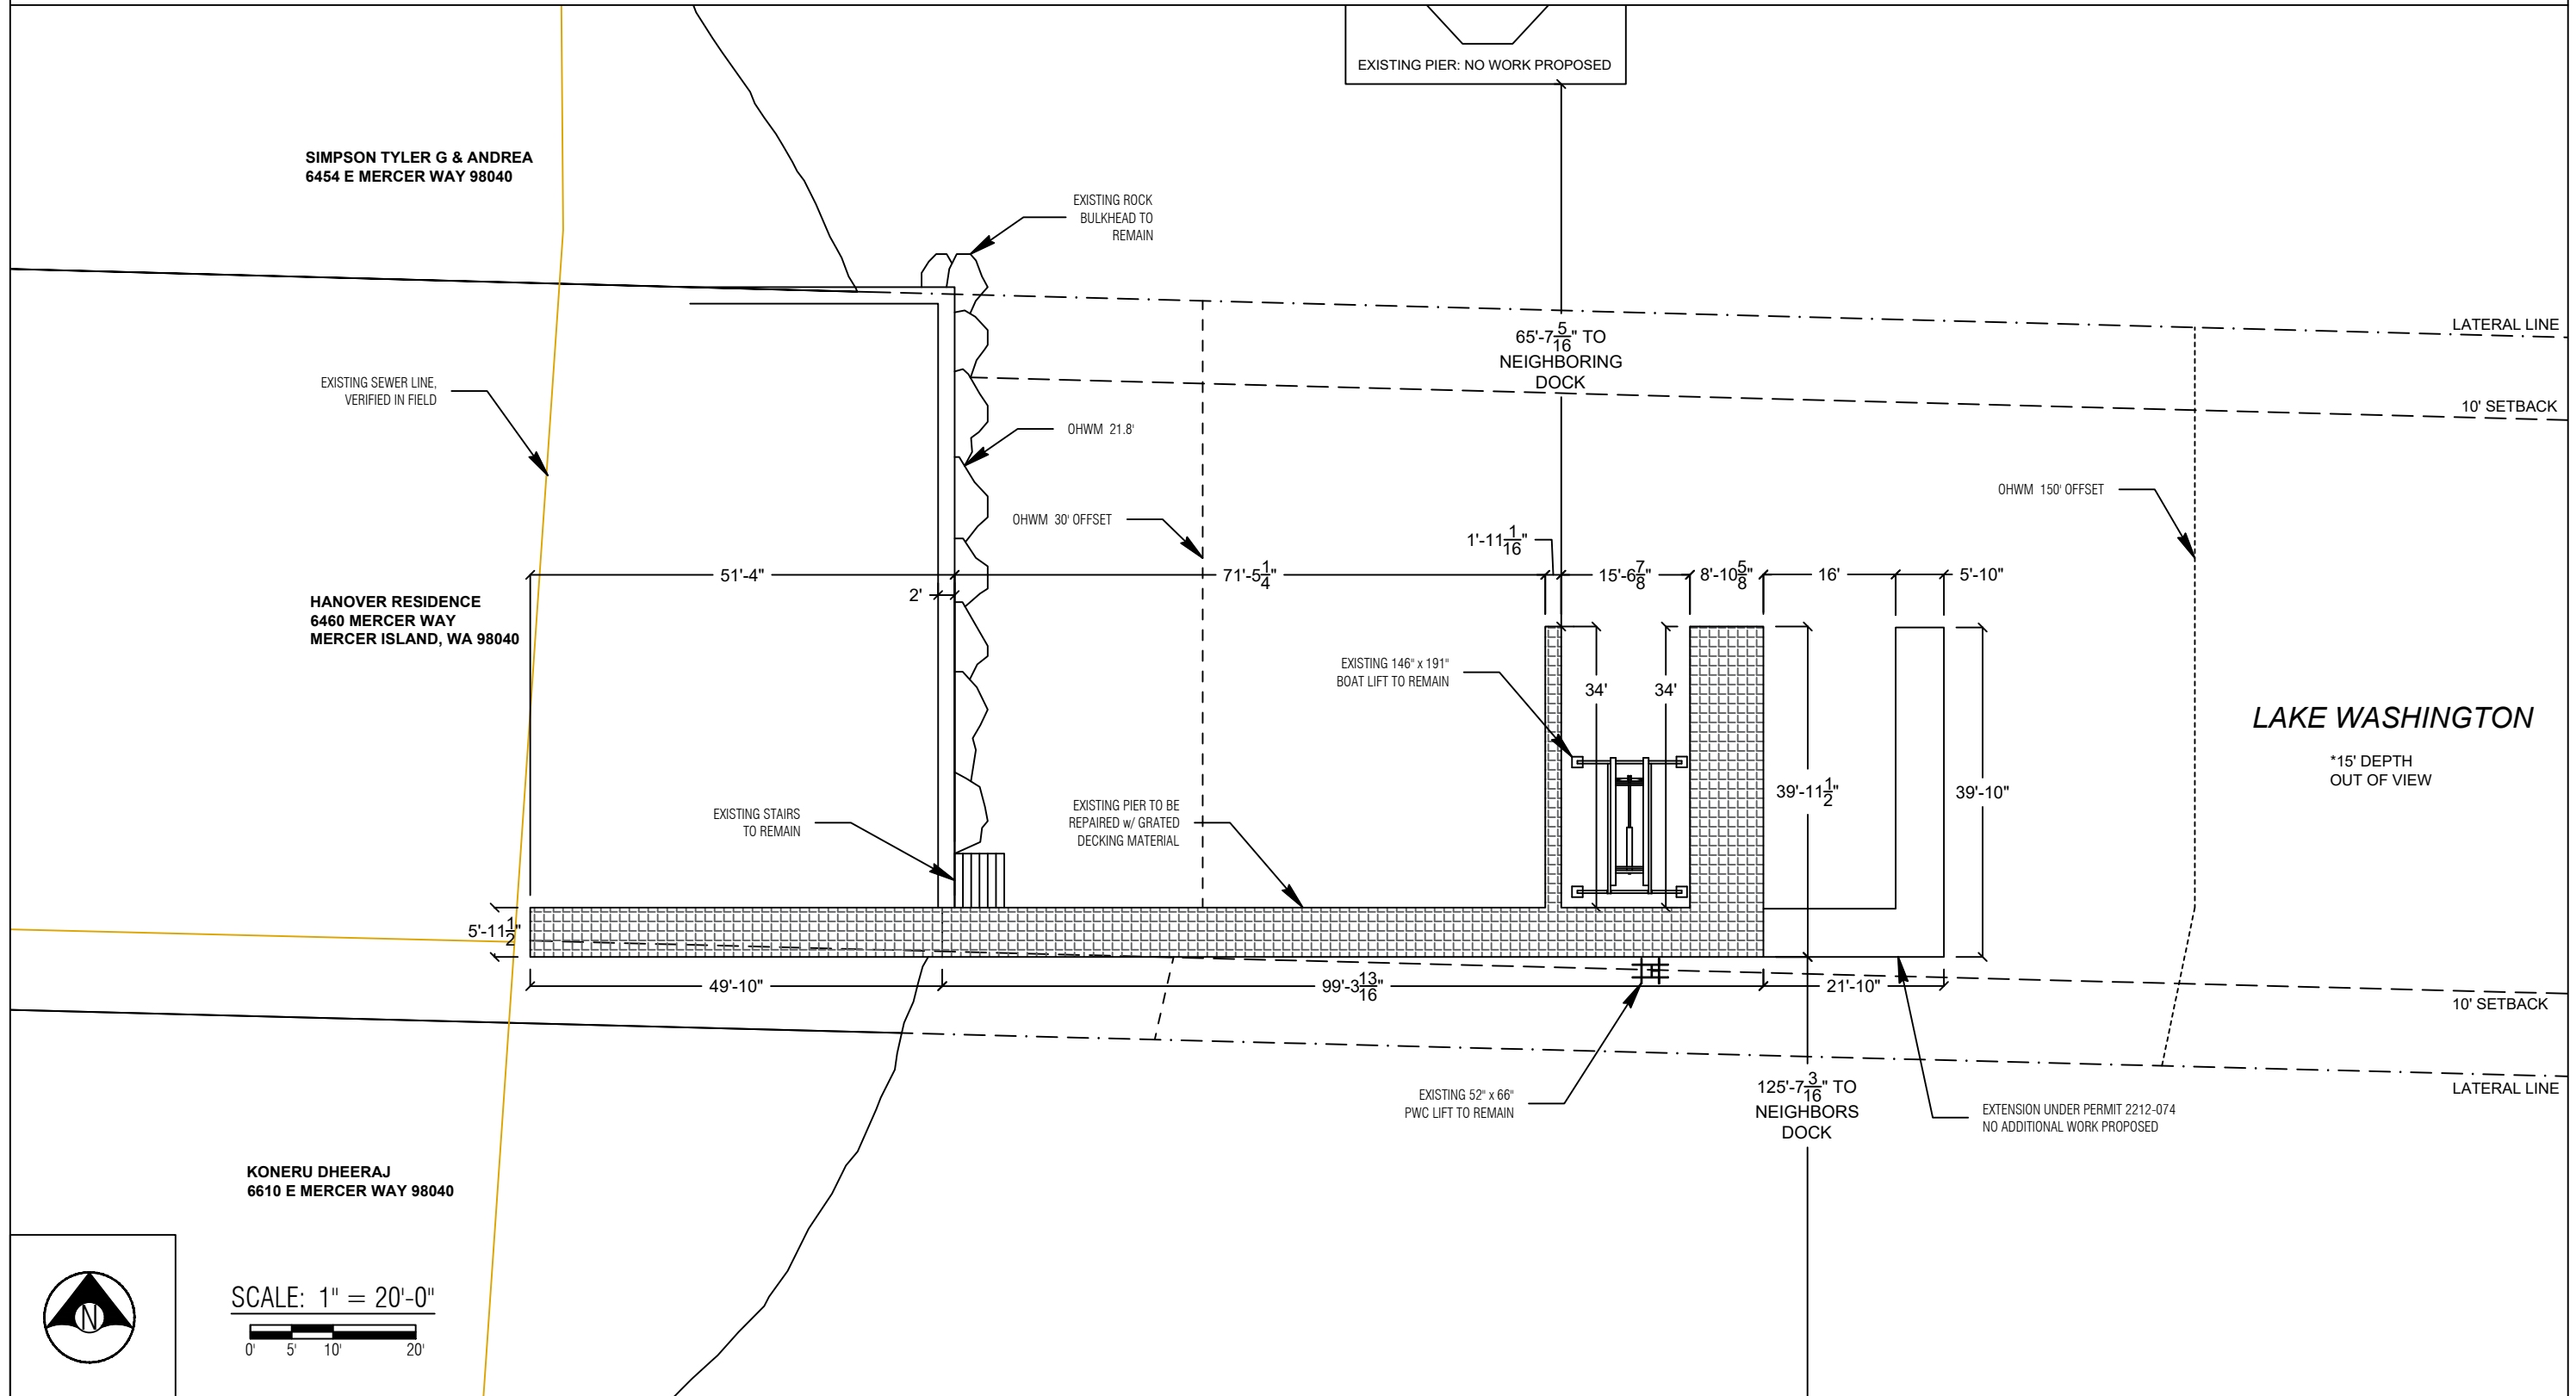 EXISTING PIER: NO WORK PROPOSED
SIMPSON TYLER G & ANDREA
6454 E MERCER WAY 98040
EXISTING ROCK
BULKHEAD TO
REMAIN
LATERAL LINE
65'-7 5/16" TO
NEIGHBORING
DOCK
EXISTING SEWER LINE,
VERIFIED IN FIELD
10' SETBACK
OHWM 21.8'
OHWM 150' OFFSET
OHWM 30' OFFSET
1'-11 1/16"
51'-4"
71'-5 1/4"
15'-6 7/8"
8'-10 5/8"
16'
5'-10"
2'
HANOVER RESIDENCE
6460 MERCER WAY
MERCER ISLAND, WA 98040
EXISTING 146" x 191"
BOAT LIFT TO REMAIN
34'
34'
LAKE WASHINGTON
*15' DEPTH
OUT OF VIEW
39'-11 1/2"
39'-10"
EXISTING STAIRS
TO REMAIN
EXISTING PIER TO BE
REPAIRED w/ GRATED
DECKING MATERIAL
5'-11 1/2"
49'-10"
99'-3 13/16"
21'-10"
10' SETBACK
LATERAL LINE
EXISTING 52" x 66"
PWC LIFT TO REMAIN
125'-7 3/16" TO
NEIGHBORS
DOCK
EXTENSION UNDER PERMIT 2212-074
NO ADDITIONAL WORK PROPOSED
KONERU DHEERAJ
6610 E MERCER WAY 98040
N
SCALE: 1" = 20'-0"
0' 5' 10' 20'